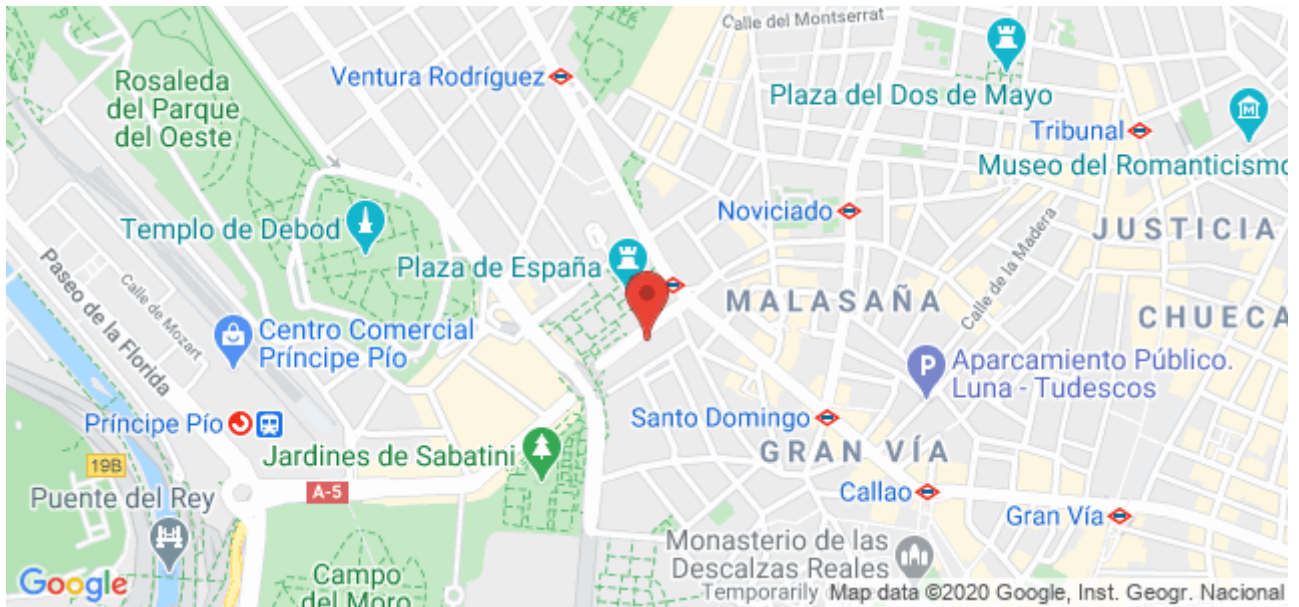 Calle del Montserrat
Ventura Rodríguez
Rosaleda
del Parque
del Oeste
Plaza del Dos de Mayo
Tribunal
Museo del Romanticismo
Noviciado
Calle de la Madera
JUSTICIA
Templo de Debod
Plaza de España
Paseo de la Florida
Calle de Mozart
MALASAÑA
CHUECA
Centro Comercial
Príncipe Pío
Aparcamiento Público.
Luna - Tudescos
Príncipe Pío
Santo Domingo
Jardines de Sabatini
GRAN VÍA
19B
A-5
Puente del Rey
Callao
Gran Vía
Monasterio de las
Descalzas Reales
Campo
del Moro
Google
Temporarily
Map data ©2020 Google, Inst. Geogr. Nacional